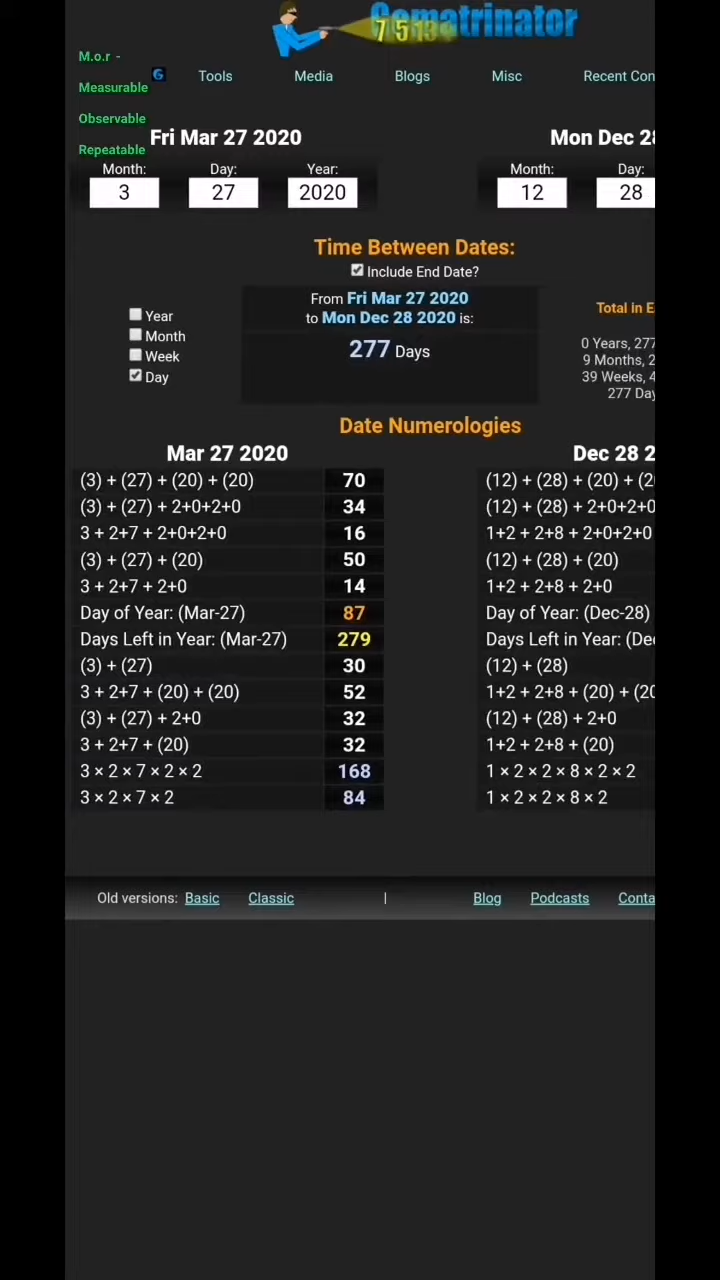 Gematrinator
M.o.r -
Measurable
Observable
Repeatable
G Tools Media Blogs Misc Recent Con
Fri Mar 27 2020 Mon Dec 28
Month: Day: Year: Month: Day:
3 27 2020 12 28
Time Between Dates:
Include End Date?
From Fri Mar 27 2020
to Mon Dec 28 2020 is:
277 Days
Year
Month
Week
Day
Total in E
0 Years, 277
9 Months, 2
39 Weeks, 4
277 Day
Date Numerologies
Mar 27 2020 Dec 28 2
(3) + (27) + (20) + (20) 70 (12) + (28) + (20) + (2
(3) + (27) + 2+0+2+0 34 (12) + (28) + 2+0+2+0
3 + 2+7 + 2+0+2+0 16 1+2 + 2+8 + 2+0+2+0
(3) + (27) + (20) 50 (12) + (28) + (20)
3 + 2+7 + 2+0 14 1+2 + 2+8 + 2+0
Day of Year: (Mar-27) 87 Day of Year: (Dec-28)
Days Left in Year: (Mar-27) 279 Days Left in Year: (De
(3) + (27) 30 (12) + (28)
3 + 2+7 + (20) + (20) 52 1+2 + 2+8 + (20) + (20
(3) + (27) + 2+0 32 (12) + (28) + 2+0
3 + 2+7 + (20) 32 1+2 + 2+8 + (20)
3 × 2 × 7 × 2 × 2 168 1 × 2 × 2 × 8 × 2 × 2
3 × 2 × 7 × 2 84 1 × 2 × 2 × 8 × 2
Old versions: Basic Classic | Blog Podcasts Conta